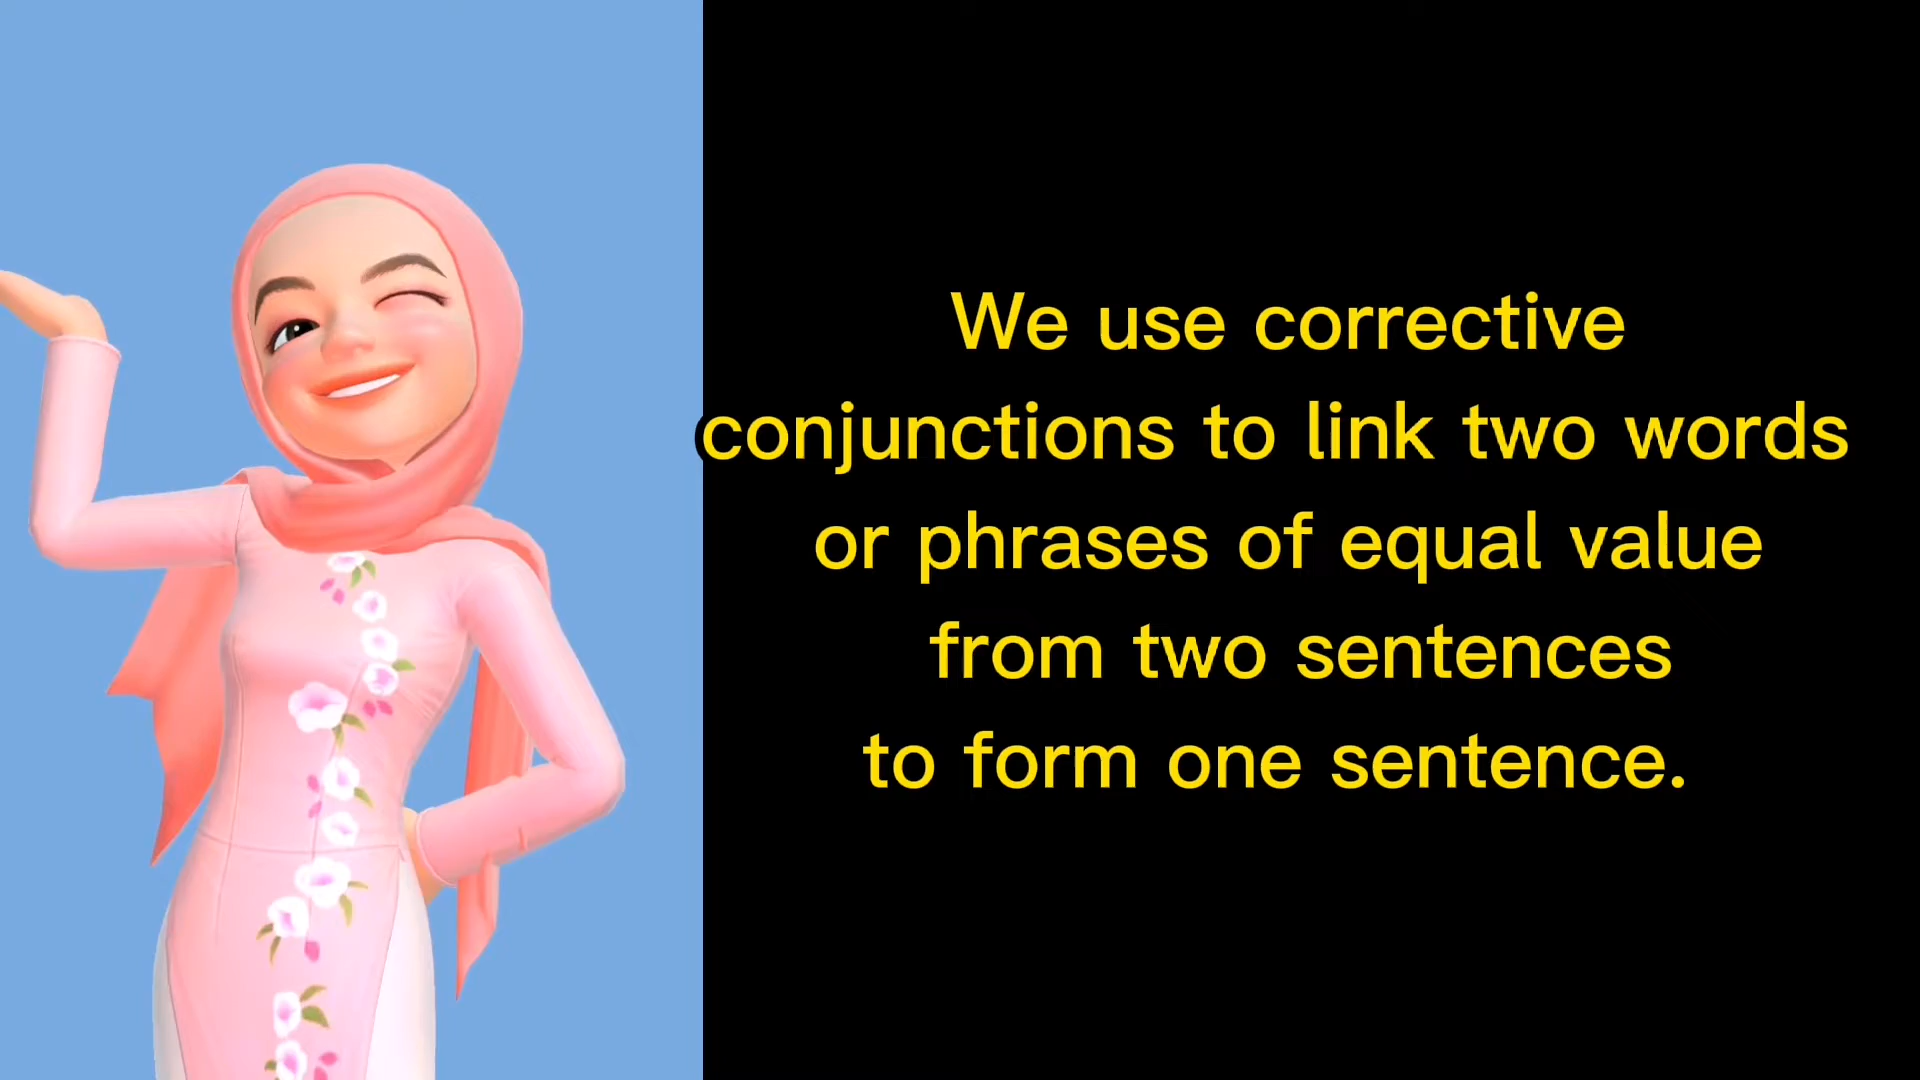 We use corrective
conjunctions to link two words
or phrases of equal value
from two sentences
to form one sentence.